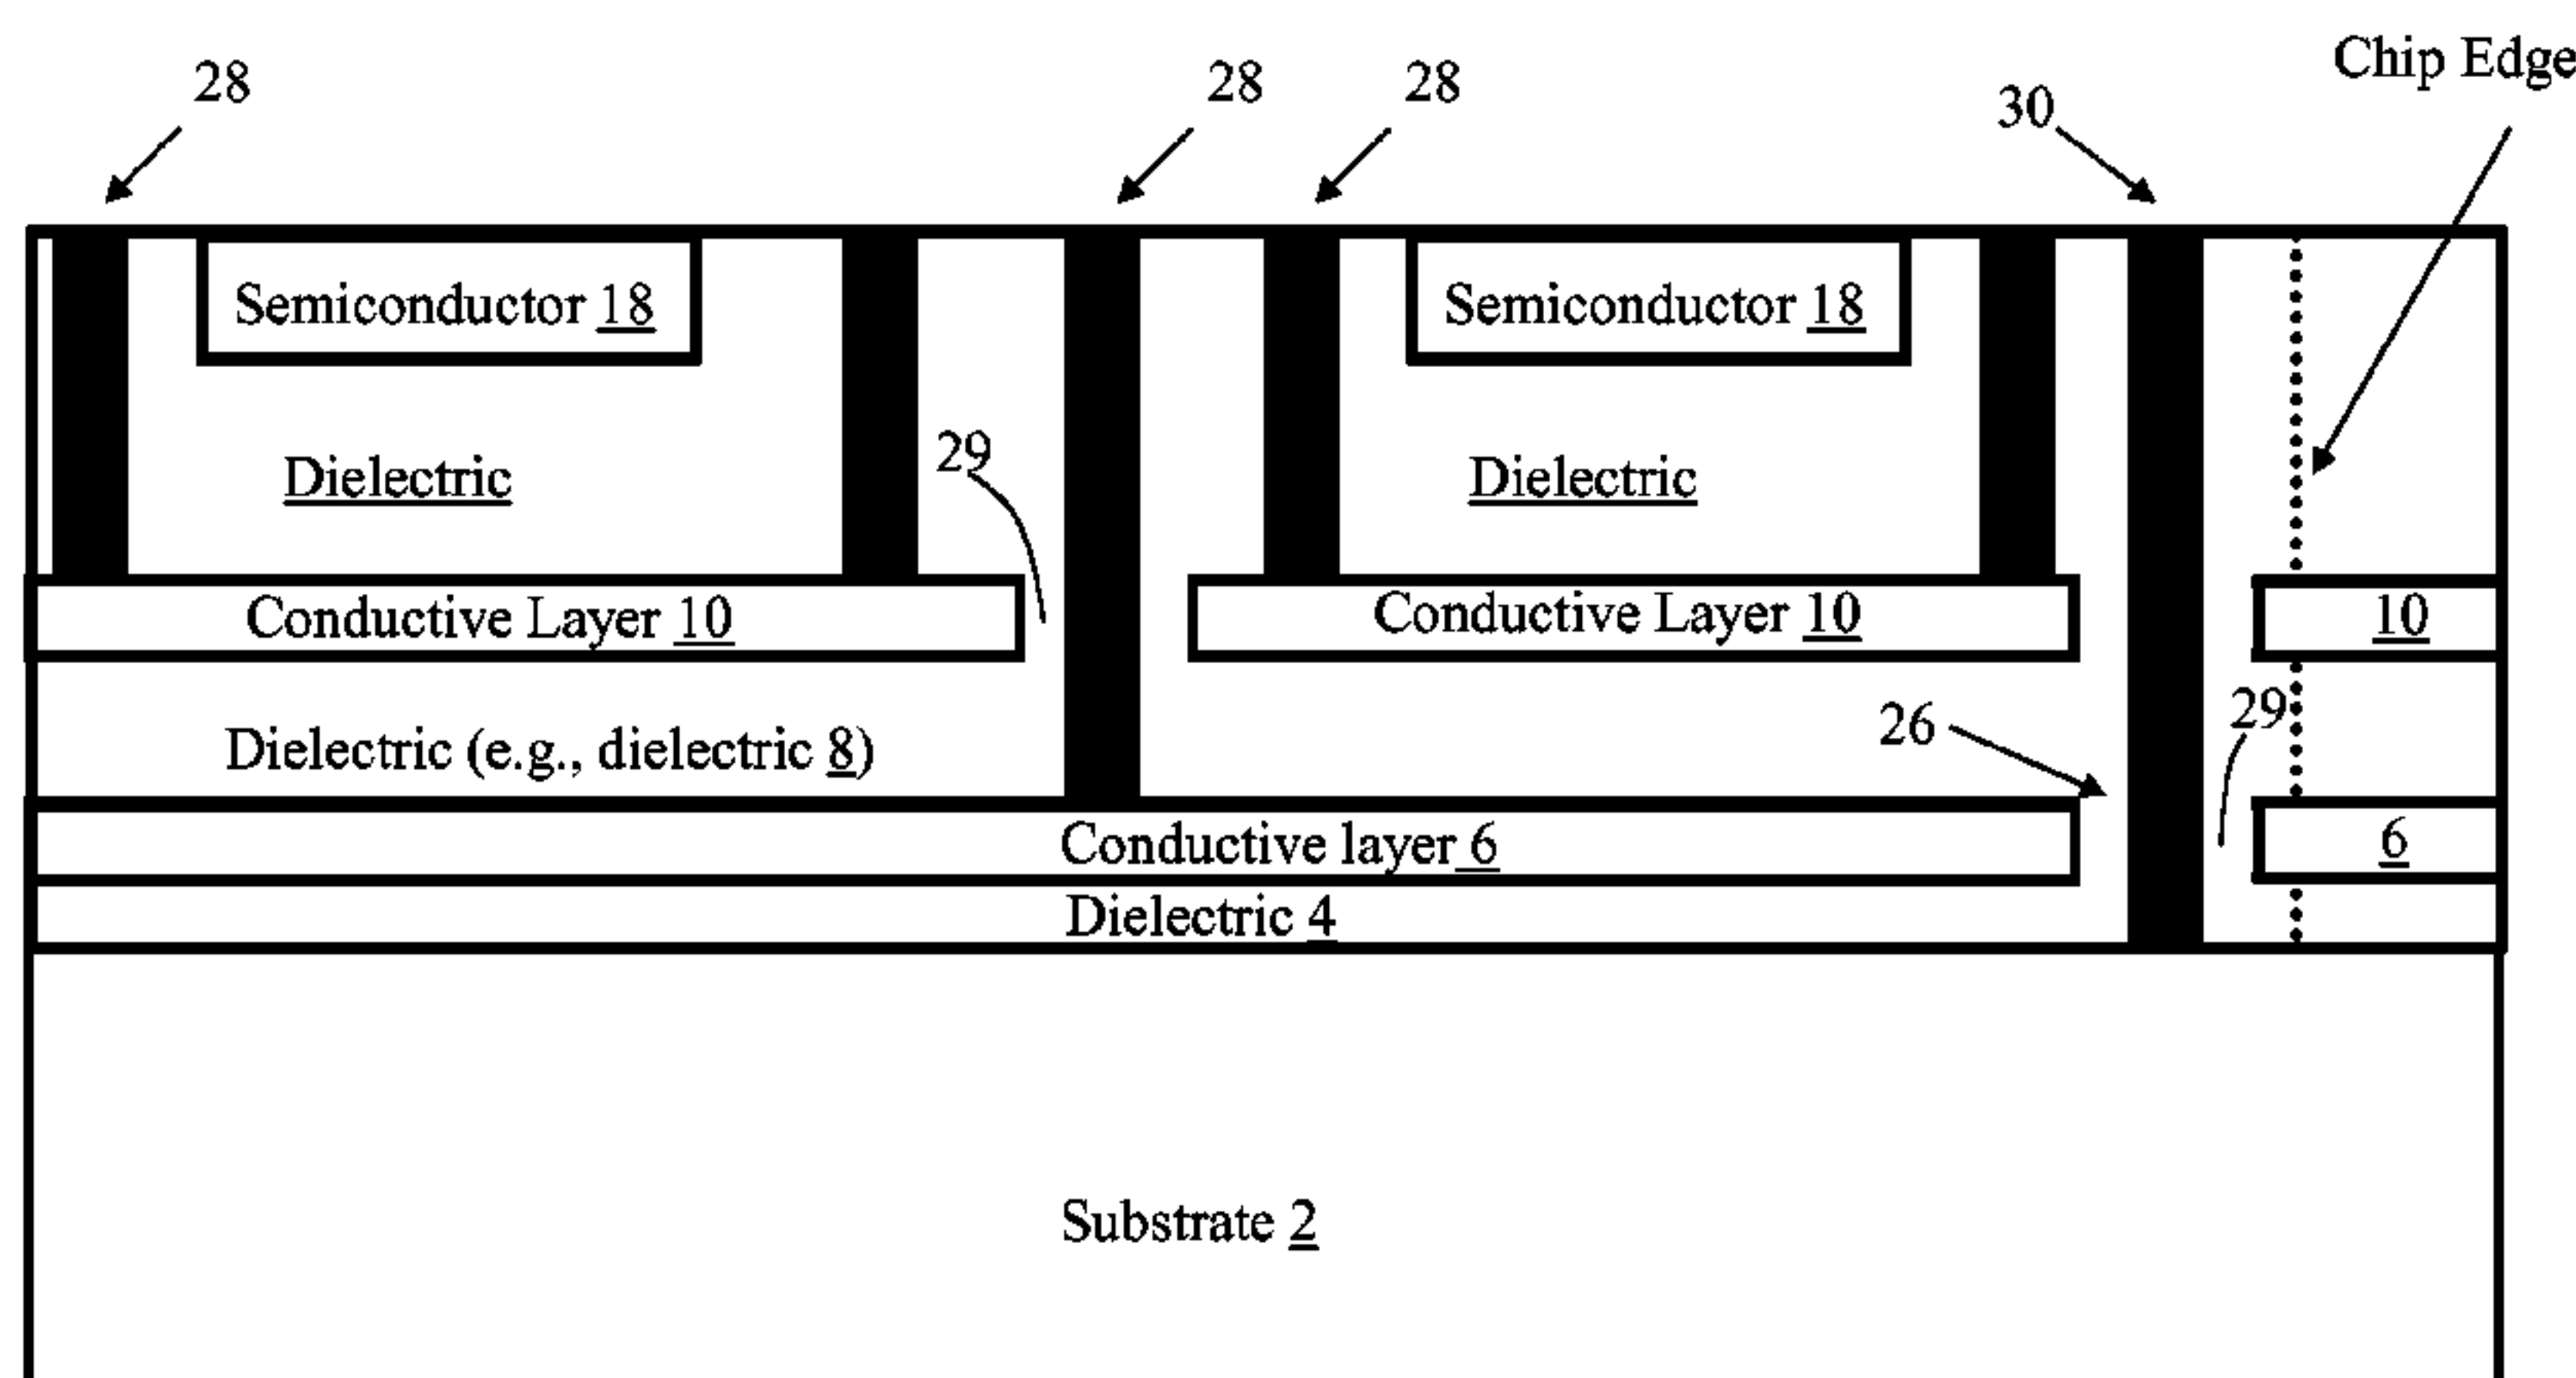 Chip Edge
28
28
28
30
Semiconductor 18
Semiconductor 18
29
Dielectric
Dielectric
Conductive Layer 10
Conductive Layer 10
10
29
26
Dielectric (e.g., dielectric 8)
Conductive layer 6
6
Dielectric 4
Substrate 2